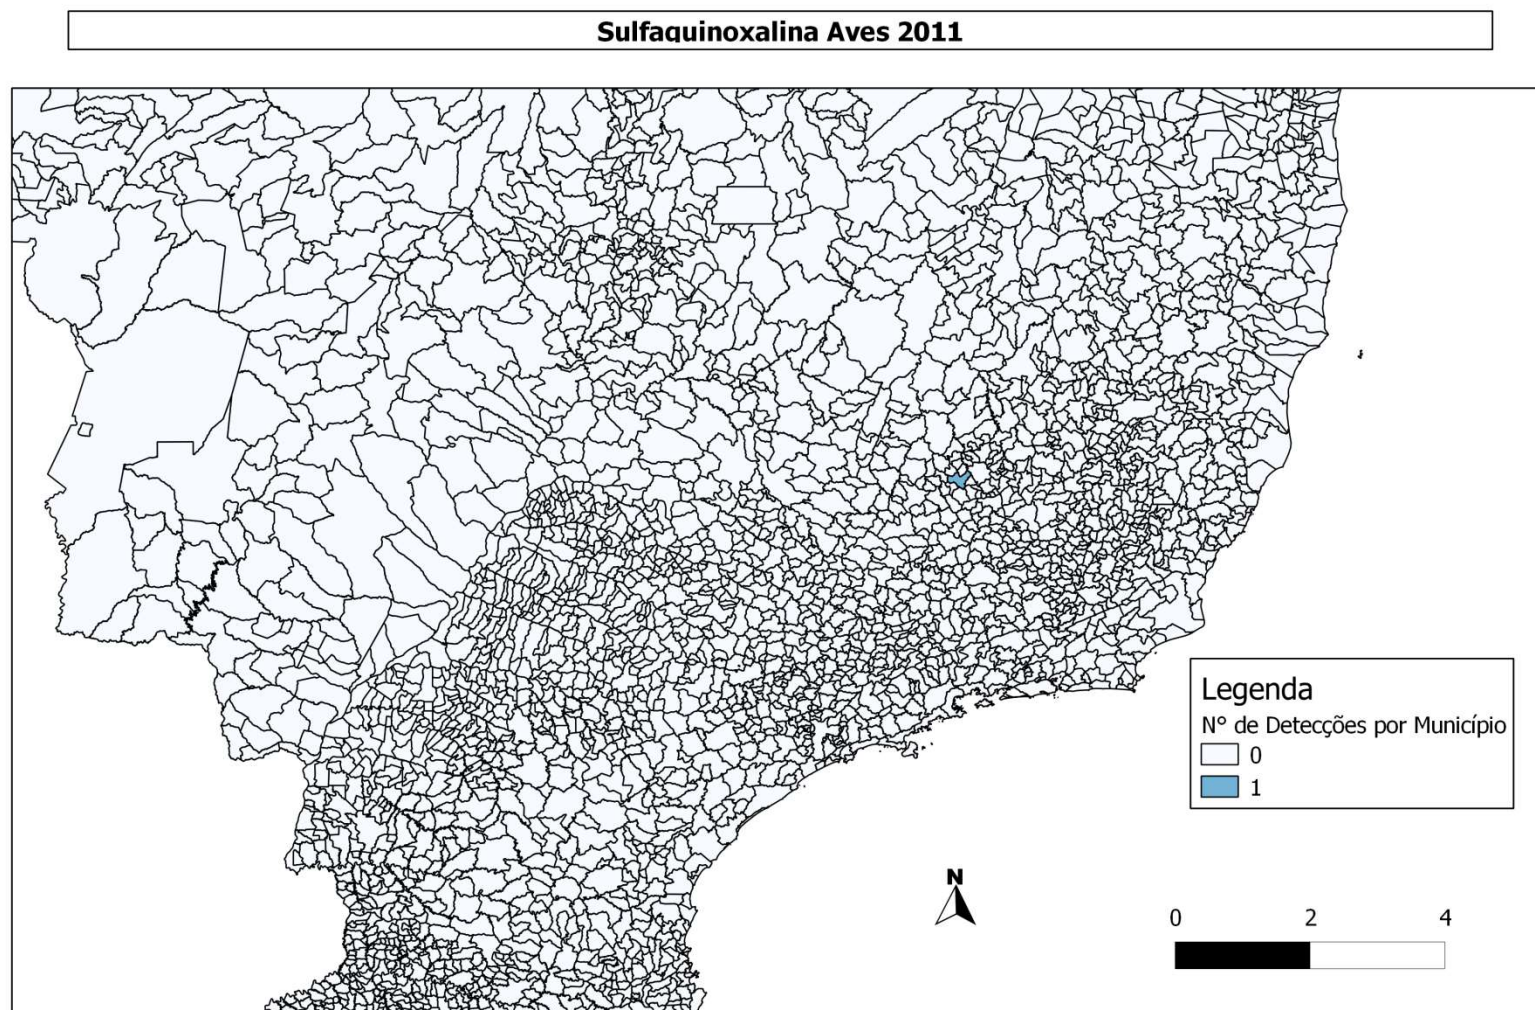 Sulfaquinoxalina Aves 2011
Legenda
N° de Detecções por Município
0
1
N
0 2 4